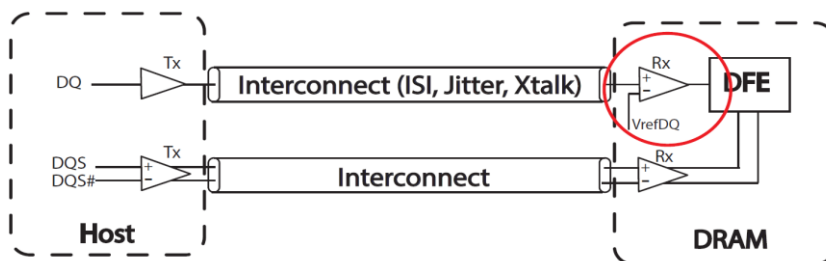 Tx
DQ
Interconnect (ISI, Jitter, Xtalk)
Rx
+
−
VrefDQ
DFE
Tx
DQS
DQS#
+
−
Interconnect
Rx
+
−
Host
DRAM